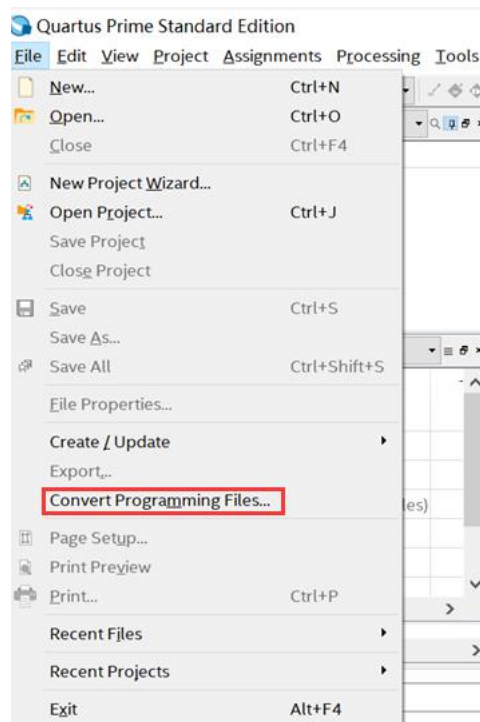 Quartus Prime Standard Edition
File Edit View Project Assignments Processing Tools
New... Ctrl+N
Open... Ctrl+O
Close Ctrl+F4
New Project Wizard...
Open Project... Ctrl+J
Save Project
Close Project
Save Ctrl+S
Save As...
Save All Ctrl+Shift+S
File Properties...
Create / Update
Export...
Convert Programming Files...
les)
Page Setup...
Print Preview
Print... Ctrl+P
Recent Files
Recent Projects
Exit Alt+F4